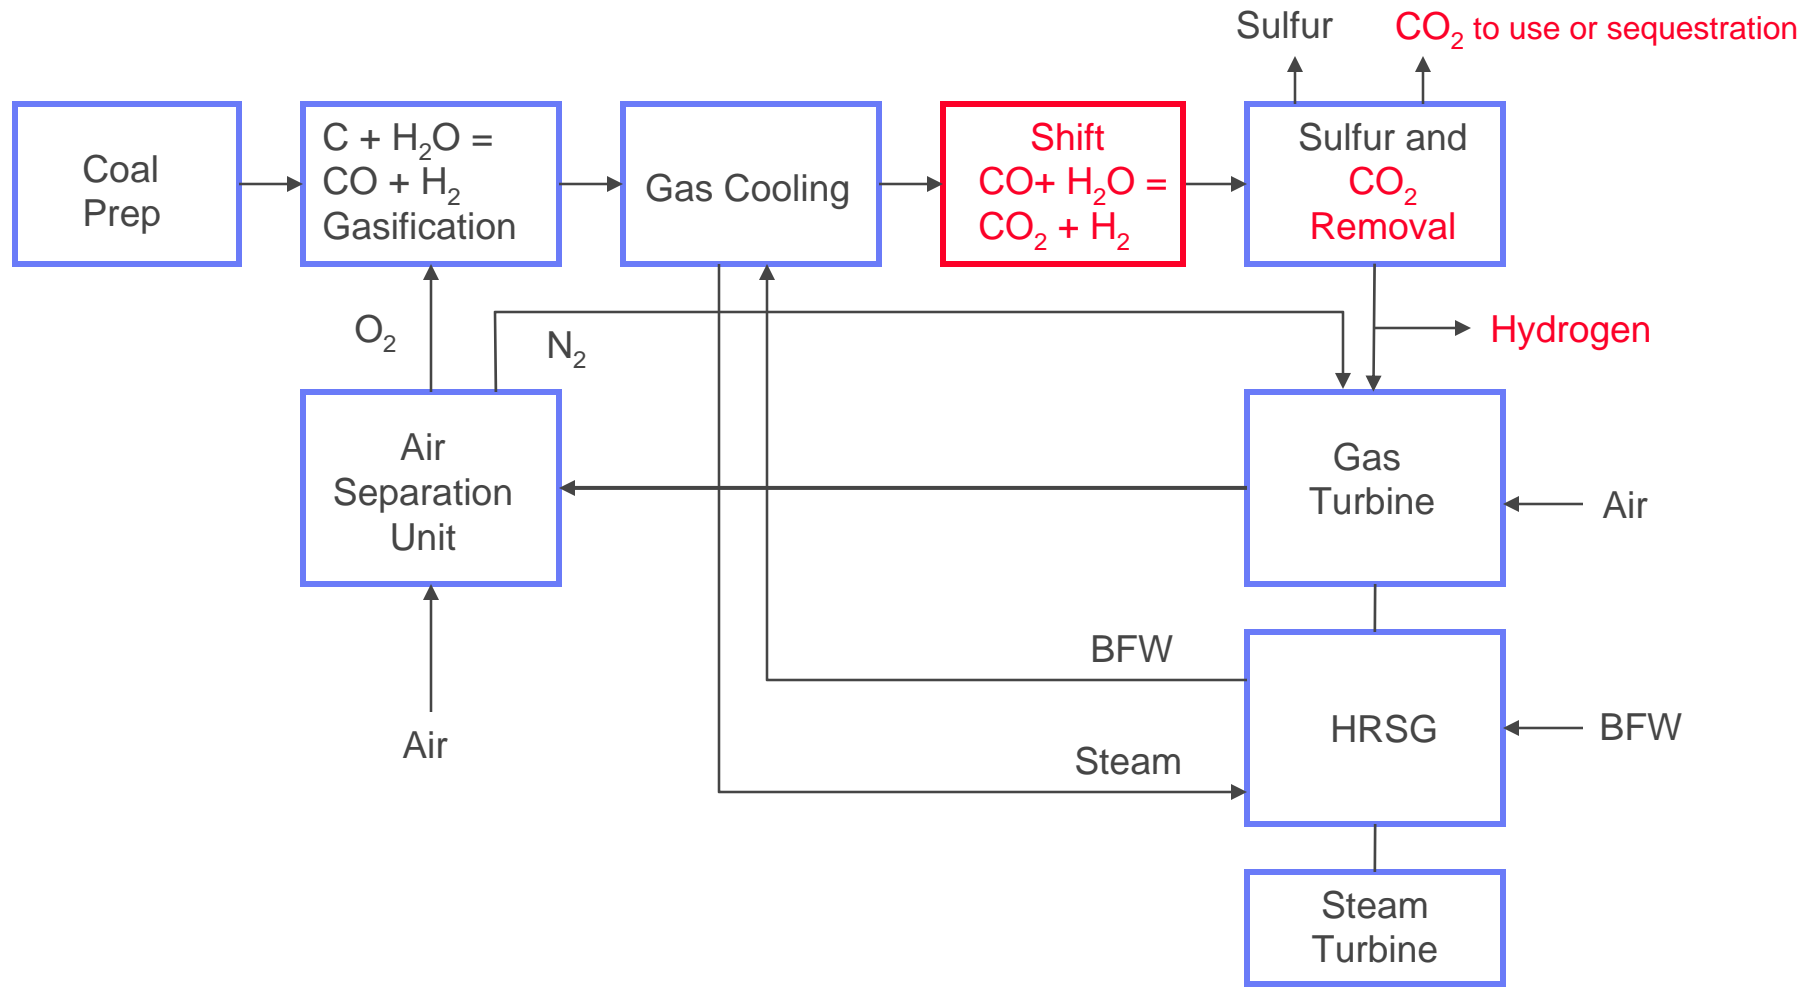 Sulfur
CO₂ to use or sequestration
Coal
Prep
C + H₂O =
CO + H₂
Gasification
Gas Cooling
Shift
CO+ H₂O =
CO₂ + H₂
Sulfur and
CO₂
Removal
O₂
N₂
Hydrogen
Air
Separation
Unit
Gas
Turbine
Air
Air
BFW
Steam
HRSG
BFW
Steam
Turbine